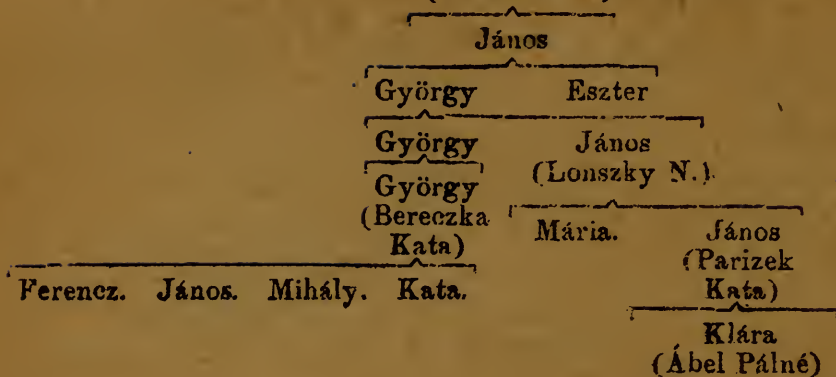 János
György Eszter
György János
(Lonszky N.)
György
(Bereczka
Kata)
Mária. János
(Parizek
Kata)
Ferencz. János. Mihály. Kata.
Klára
(Ábel Pálné)